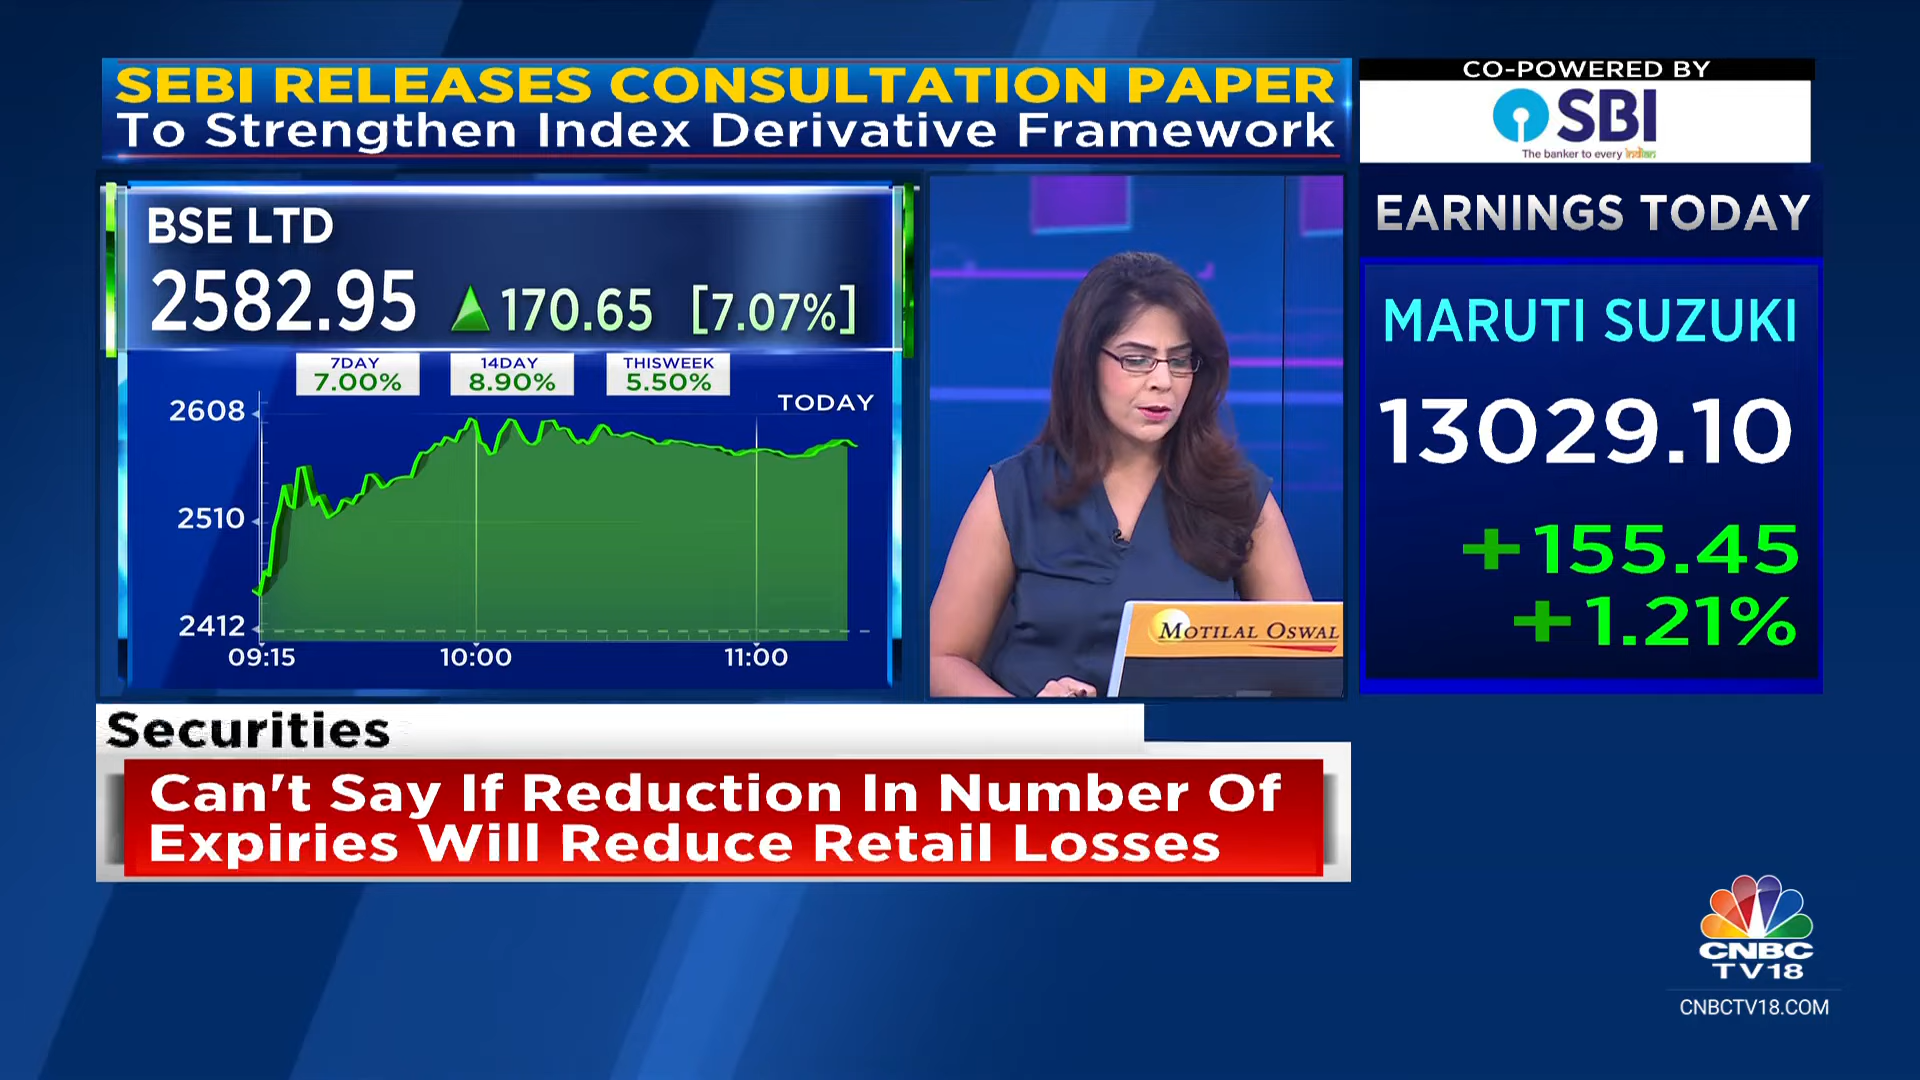 SEBI RELEASES CONSULTATION PAPER
To Strengthen Index Derivative Framework
CO-POWERED BY
SBI
The banker to every Indian
BSE LTD
2582.95 ▲ 170.65 [7.07%]
7DAY
7.00%
14DAY
8.90%
THISWEEK
5.50%
TODAY
2608
2510
2412
09:15 10:00 11:00
MOTILAL OSWAL
EARNINGS TODAY
MARUTI SUZUKI
13029.10
+155.45
+1.21%
Securities
Can't Say If Reduction In Number Of
Expiries Will Reduce Retail Losses
CNBC
TV18
CNBCTV18.COM